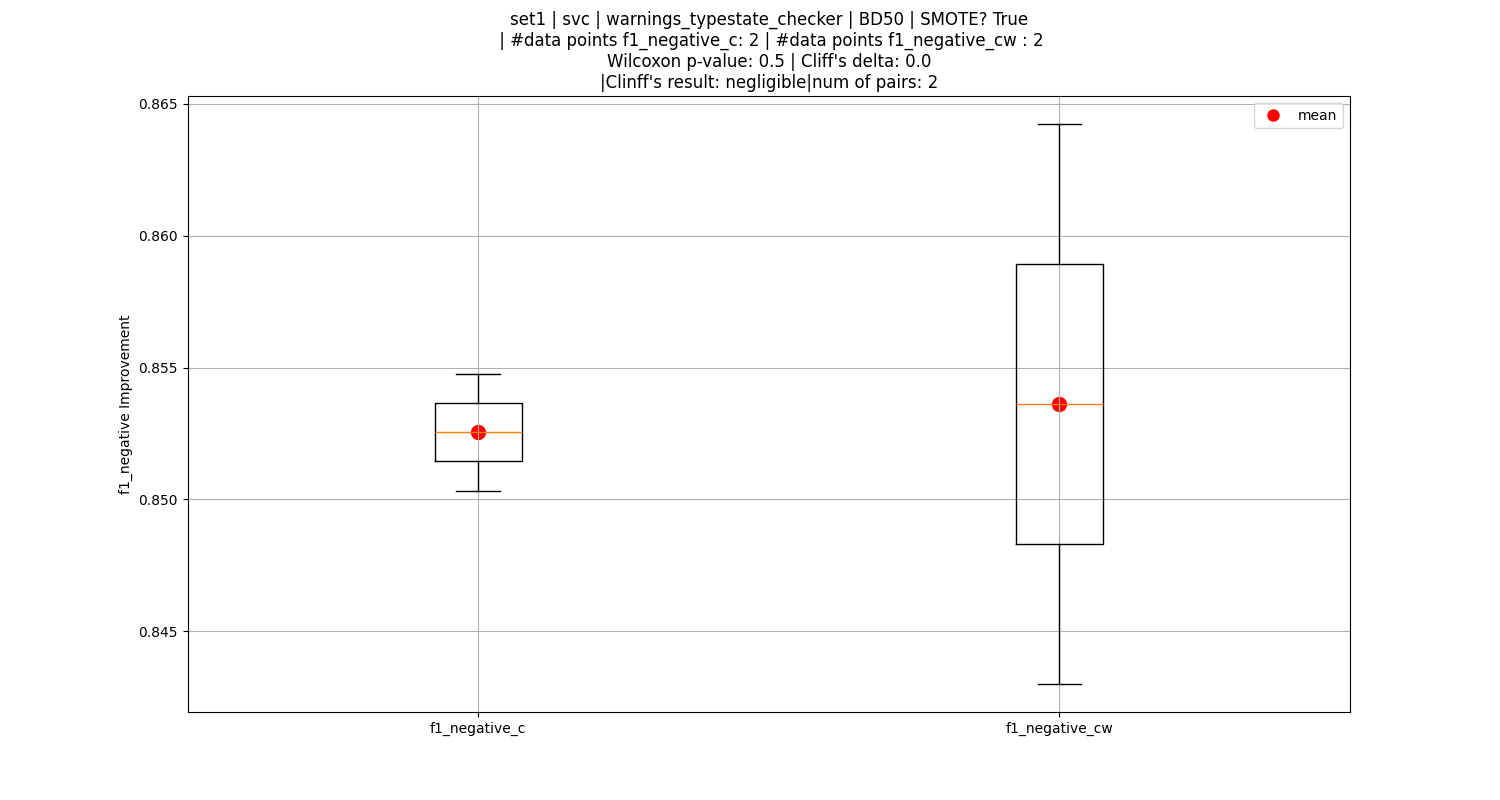 set1 | svc | warnings_typestate_checker | BD50 | SMOTE? True
| #data points f1_negative_c: 2 | #data points f1_negative_cw : 2
Wilcoxon p-value: 0.5 | Cliff's delta: 0.0
|Clinff's result: negligible|num of pairs: 2
mean
0.865
0.860
0.855
0.850
0.845
f1_negative Improvement
f1_negative_c
f1_negative_cw